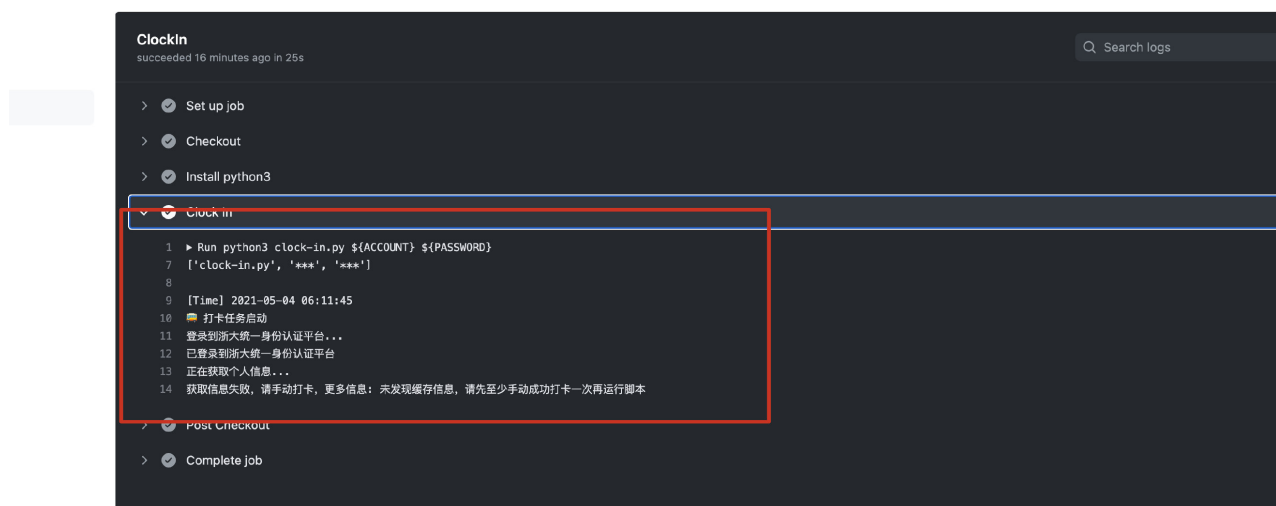 ClockIn
succeeded 16 minutes ago in 25s
Search logs
Set up job
Checkout
Install python3
Clock In
1 ▶ Run python3 clock-in.py ${ACCOUNT} ${PASSWORD}
7 ['clock-in.py', '***', '***']
8
9 [Time] 2021-05-04 06:11:45
10 🚌 打卡任务启动
11 登录到浙大统一身份认证平台...
12 已登录到浙大统一身份认证平台
13 正在获取个人信息...
14 获取信息失败，请手动打卡，更多信息: 未发现缓存信息，请先至少手动成功打卡一次再运行脚本
Post Checkout
Complete job